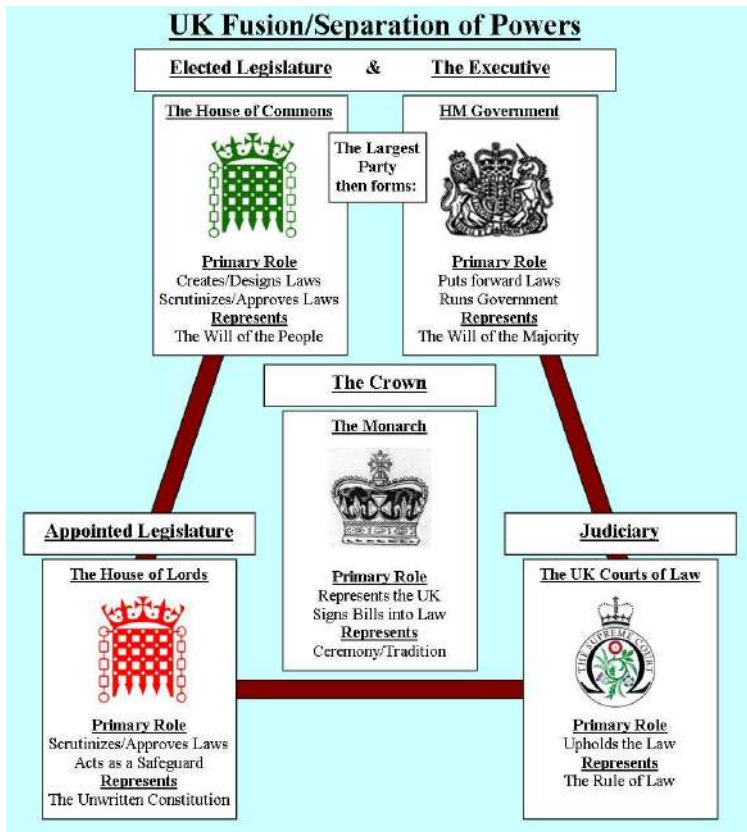 UK Fusion/Separation of Powers
Elected Legislature & The Executive
The House of Commons
HM Government
The Largest
Party
then forms:
Primary Role
Creates/Designs Laws
Scrutinizes/Approves Laws
Represents
The Will of the People
Primary Role
Puts forward Laws
Runs Government
Represents
The Will of the Majority
The Crown
The Monarch
Primary Role
Represents the UK
Signs Bills into Law
Represents
Ceremony/Tradition
Appointed Legislature
The House of Lords
Primary Role
Scrutinizes/Approves Laws
Acts as a Safeguard
Represents
The Unwritten Constitution
Judiciary
The UK Courts of Law
THE SUPREME COURT
Primary Role
Upholds the Law
Represents
The Rule of Law